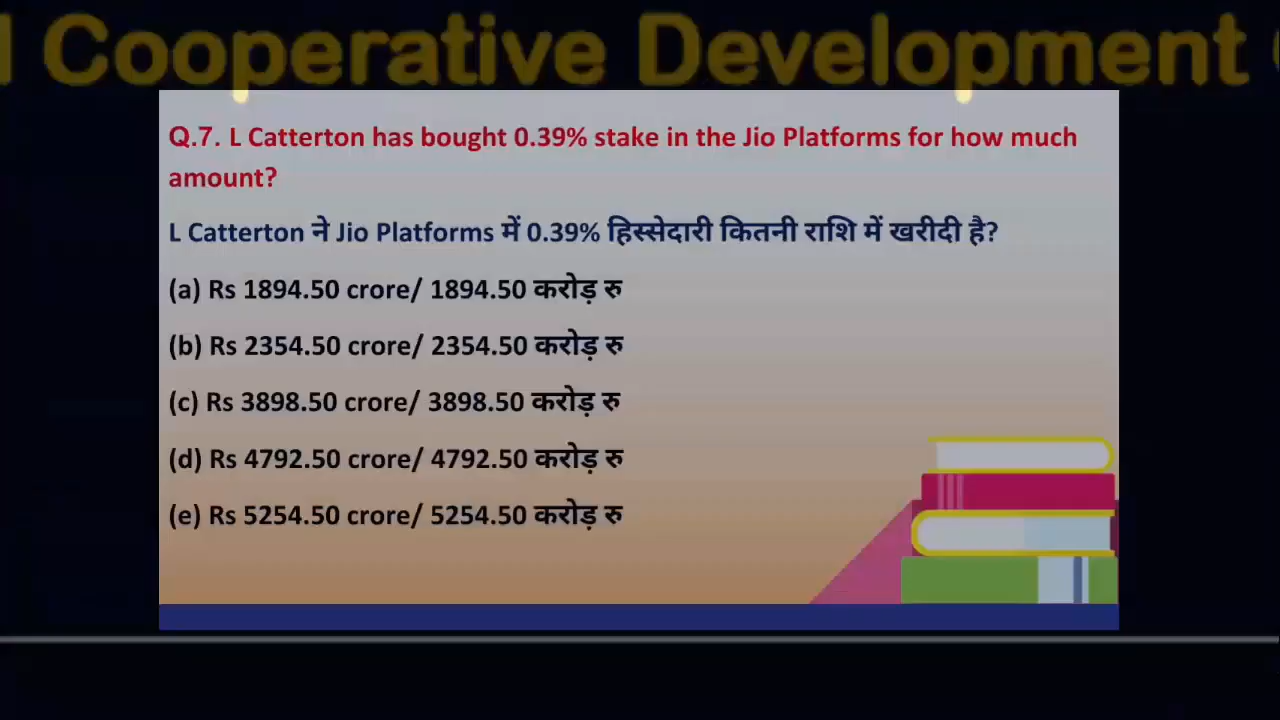 Cooperative Development
Q.7. L Catterton has bought 0.39% stake in the Jio Platforms for how much
amount?
L Catterton ने Jio Platforms में 0.39% हिस्सेदारी कितनी राशि में खरीदी है?
(a) Rs 1894.50 crore/ 1894.50 करोड़ रु
(b) Rs 2354.50 crore/ 2354.50 करोड़ रु
(c) Rs 3898.50 crore/ 3898.50 करोड़ रु
(d) Rs 4792.50 crore/ 4792.50 करोड़ रु
(e) Rs 5254.50 crore/ 5254.50 करोड़ रु